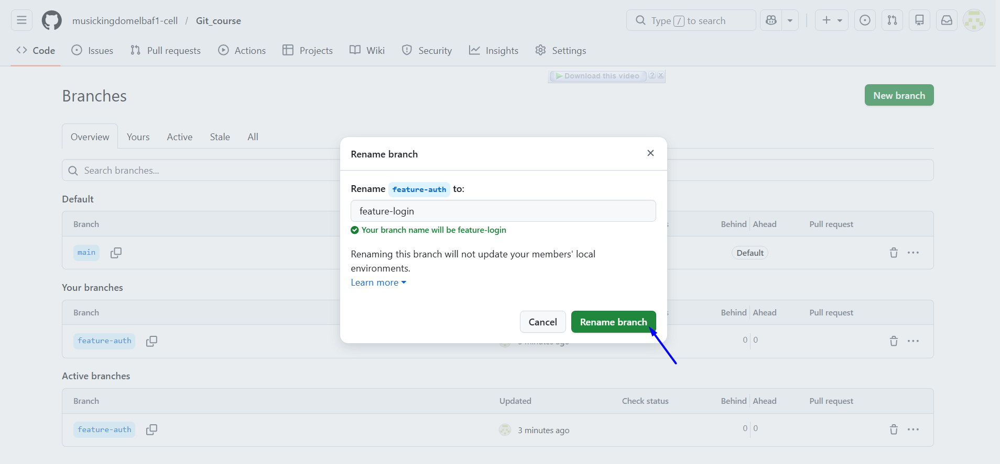 musickingdomelbaf1-cell / Git_course
Type / to search
Code Issues Pull requests Actions Projects Wiki Security Insights Settings
Download this video ? X
Branches
New branch
Overview Yours Active Stale All
Search branches...
Rename branch
Rename feature-auth to:
feature-login
Your branch name will be feature-login
Renaming this branch will not update your members' local
environments.
Learn more
Cancel Rename branch
Default
Branch Behind Ahead Pull request
main Default
Your branches
Branch Behind Ahead Pull request
feature-auth 3 minutes ago 0 0
Active branches
Branch Updated Check status Behind Ahead Pull request
feature-auth 3 minutes ago 0 0